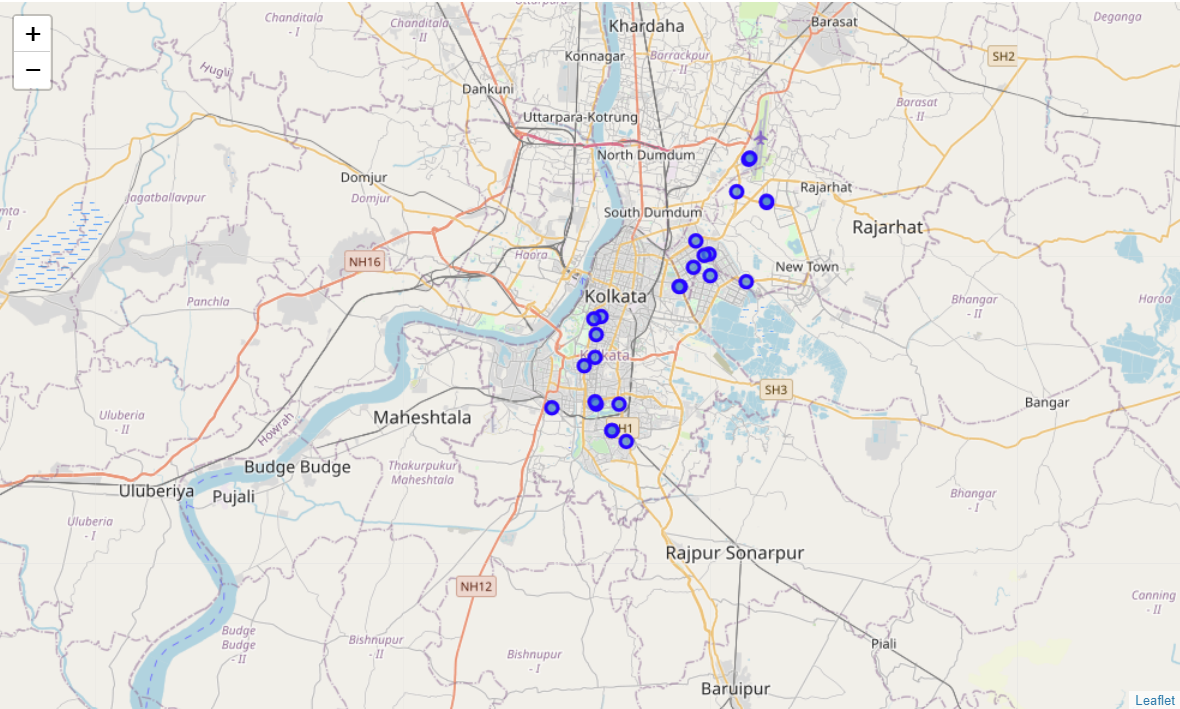 Uttarpara
Chanditala
- I
Chanditala
- II
Khardaha
Barasat
Deganga
+
−
Konnagar
Barrackpur
- II
SH2
Hugli
Dankuni
Barasat
- II
Uttarpara-Kotrung
North Dumdum
Domjur
Domjur
Jagatballavpur
Rajarhat
South Dumdum
Rajarhat
Haora
NH16
New Town
Panchla
Kolkata
Bhangar
- II
Haroa
Kolkata
SH3
Bangar
Uluberia
- II
Maheshtala
Howrah
H1
Budge Budge
Thakurpukur
Maheshtala
Uluberiya
Pujali
Bhangar
- I
Uluberia
- I
Rajpur Sonarpur
NH12
Canning
- II
Budge
Budge
- II
Bishnupur
- II
Bishnupur
- I
Piali
Baruipur
Leaflet